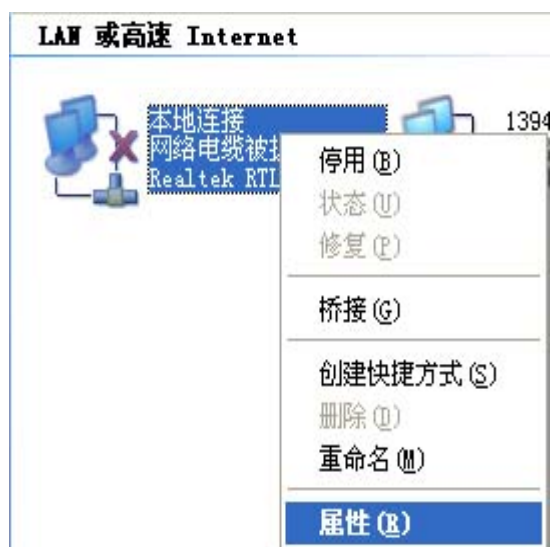 LAN 或高速 Internet
本地连接
网络电缆被
Realtek RTL
1394
停用(B)
状态(U)
修复(P)
桥接(G)
创建快捷方式(S)
删除(D)
重命名(M)
属性(R)